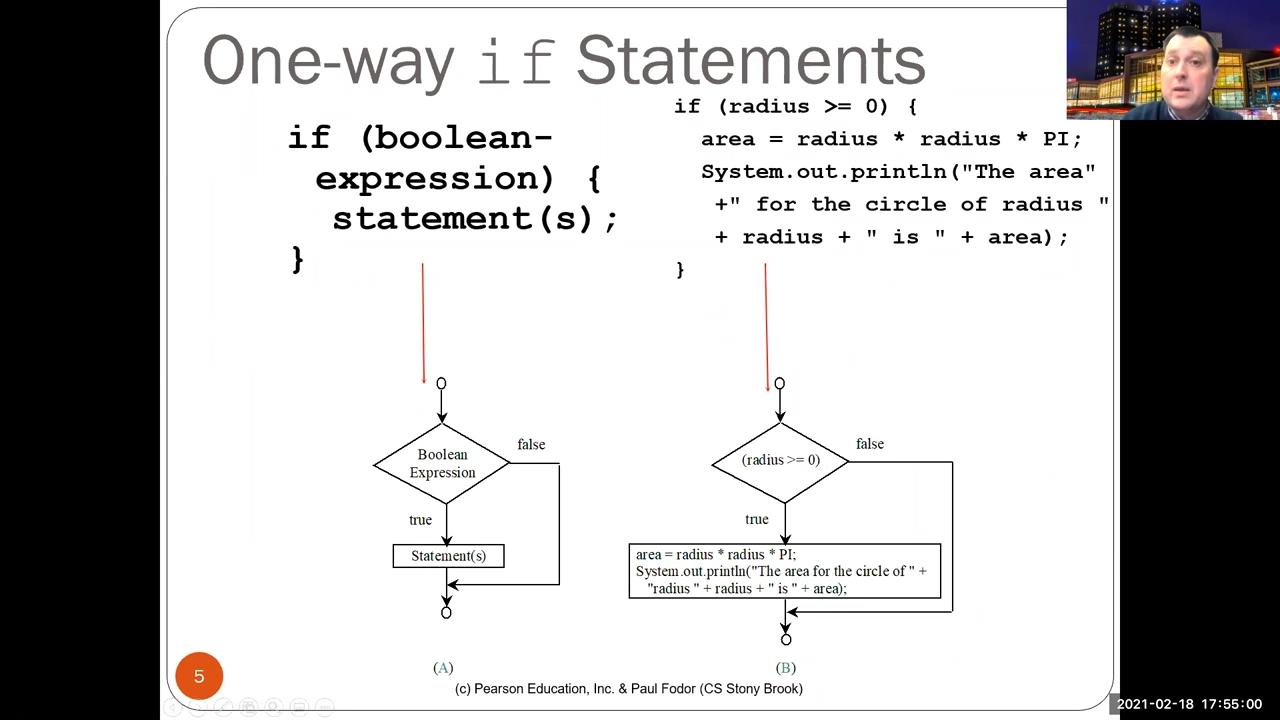 One-way if Statements
if (boolean-
expression) {
statement(s);
}
if (radius >= 0) {
area = radius * radius * PI;
System.out.println("The area"
+" for the circle of radius "
+ radius + " is " + area);
}
Boolean
Expression
false
true
Statement(s)
(A)
(radius >= 0)
false
true
area = radius * radius * PI;
System.out.println("The area for the circle of " +
"radius " + radius + " is " + area);
(B)
5
(c) Pearson Education, Inc. & Paul Fodor (CS Stony Brook)
2021-02-18 17:55:00